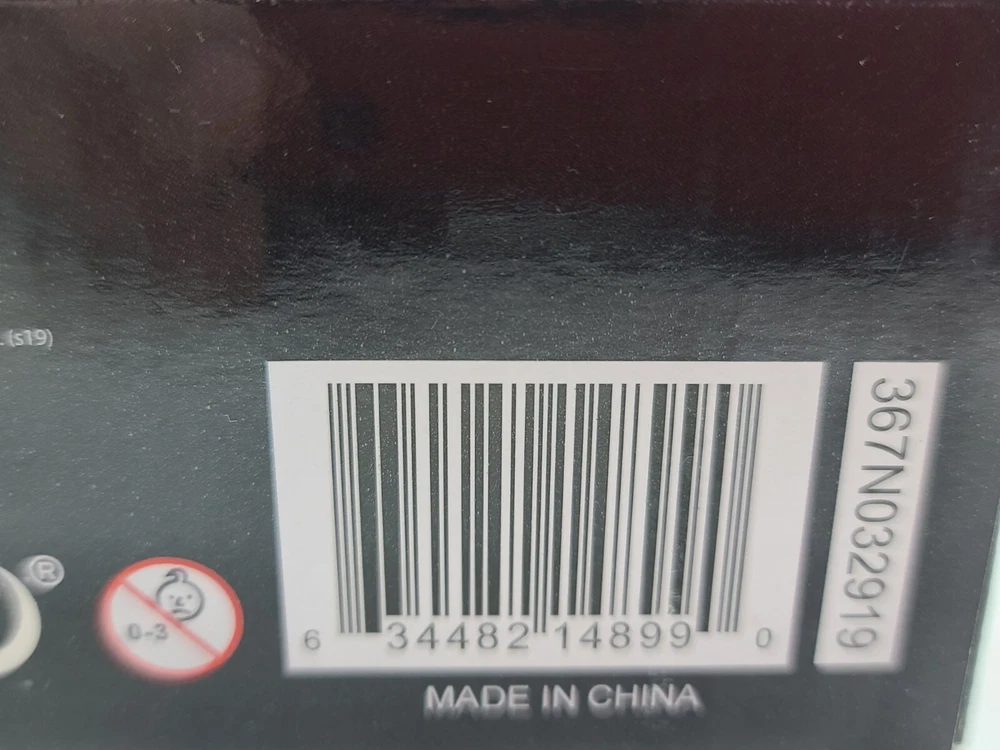 . (s19)
®
0-3
6 34482 14899 0
367N032919
MADE IN CHINA